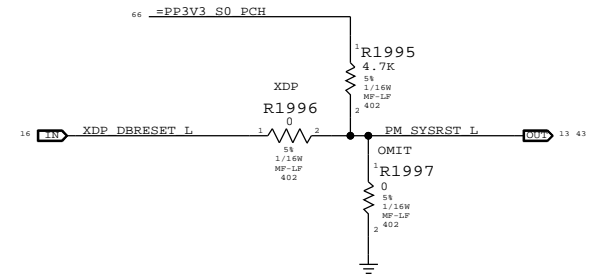 66 =PP3V3_S0_PCH
1
R1995
4.7K
5%
1/16W
MF-LF
402
2
XDP
R1996
0
16 IN XDP_DBRESET_L 1 2 PM_SYSRST_L OUT 13 43
5%
1/16W
MF-LF
402
OMIT
1
R1997
0
5%
1/16W
MF-LF
402
2